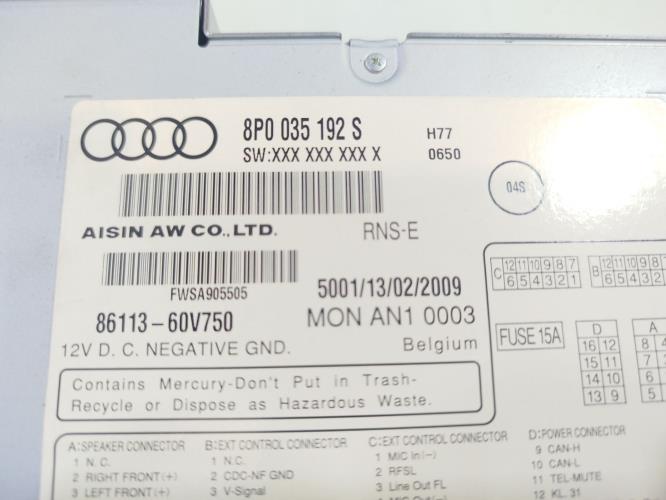 8P0 035 192 S
H77
SW:XXX XXX XXX X
0650
04S
AISIN AW CO.,LTD.
RNS-E
FWSA905505
5001/13/02/2009
86113-60V750
MON AN1 0003
12V D. C. NEGATIVE GND.
Belgium
Contains Mercury-Don't Put in Trash-
Recycle or Dispose as Hazardous Waste.
C 12 11 10 9 8 7
6 5 4 3 2 1
B 12 11 10 9 8
6 5 4 3 2
FUSE 15A
D
16 12
15 11
14 10
13 9
A
8 4
7
6
5
A:SPEAKER CONNECTOR
1 N.C.
2 RIGHT FRONT(+)
3 LEFT FRONT(+)
B:EXT CONTROL CONNECTOR
1 N.C.
2 CDC-NF GND
3 V-Signal
C:EXT CONTROL CONNECTOR
1 MIC In(-)
2 RFSL
3 Line Out FL
4 MIC Out(-)
D:POWER CONNECTOR
9 CAN-H
10 CAN-L
11 TEL-MUTE
12 KL.31